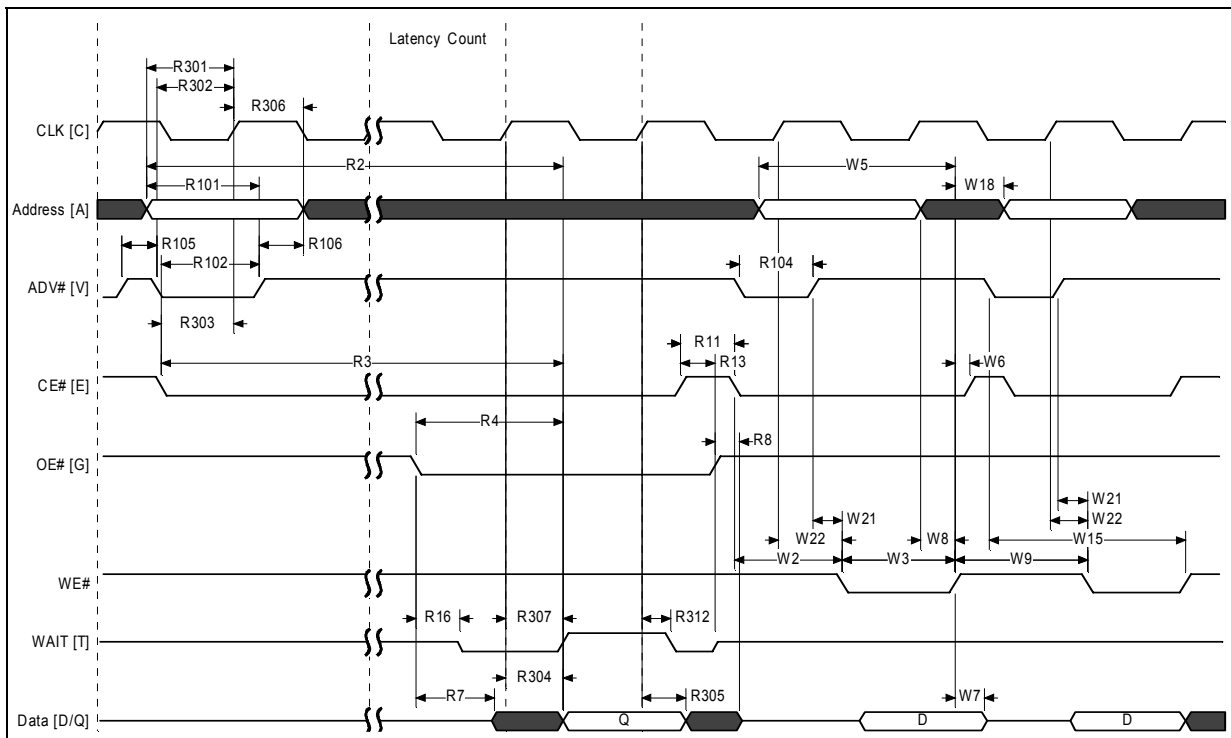 Latency Count
R301
R302
R306
CLK [C]
R2
W5
R101
W18
Address [A]
R105
R106
R102
R104
ADV# [V]
R303
R11
R3
R13
W6
CE# [E]
R4
R8
OE# [G]
W21
W21
W22
W22
W8
W15
W2
W3
W9
WE#
R16
R307
R312
WAIT [T]
R304
R7
R305
W7
Data [D/Q]
Q
D
D